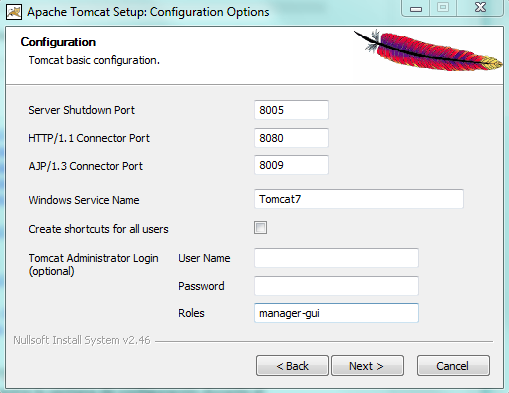 Apache Tomcat Setup: Configuration Options
Configuration
Tomcat basic configuration.
Server Shutdown Port 8005
HTTP/1.1 Connector Port 8080
AJP/1.3 Connector Port 8009
Windows Service Name Tomcat7
Create shortcuts for all users
Tomcat Administrator Login User Name
(optional)
Password
Roles manager-gui
Nullsoft Install System v2.46
< Back Next > Cancel